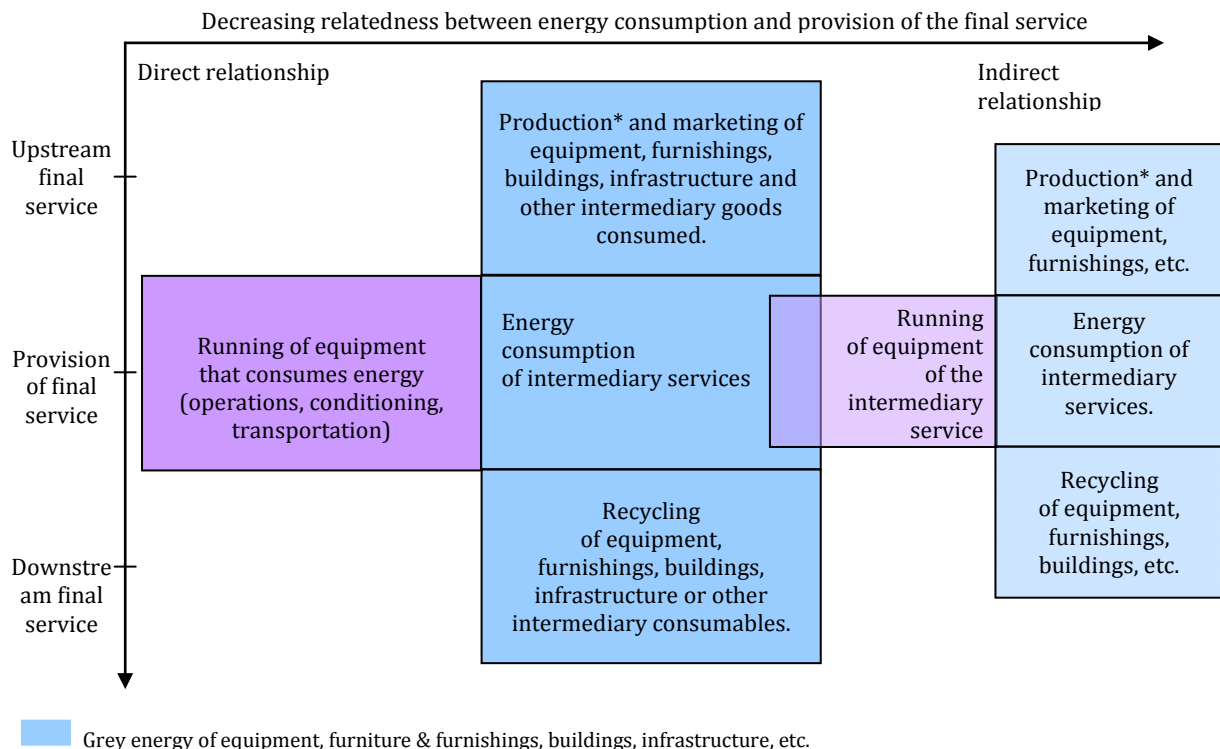 Decreasing relatedness between energy consumption and provision of the final service
Direct relationship
Indirect
relationship
Upstream
final
service
Production* and marketing of
equipment, furnishings,
buildings, infrastructure and
other intermediary goods
consumed.
Production* and
marketing of
equipment,
furnishings, etc.
Provision
of final
service
Running of equipment
that consumes energy
(operations, conditioning,
transportation)
Energy
consumption
of intermediary services
Running
of equipment
of the
intermediary
service
Energy
consumption of
intermediary
services.
Downstre
am final
service
Recycling
of equipment,
furnishings, buildings,
infrastructure or other
intermediary consumables.
Recycling
of equipment,
furnishings,
buildings, etc.
Grey energy of equipment, furniture & furnishings, buildings, infrastructure, etc.